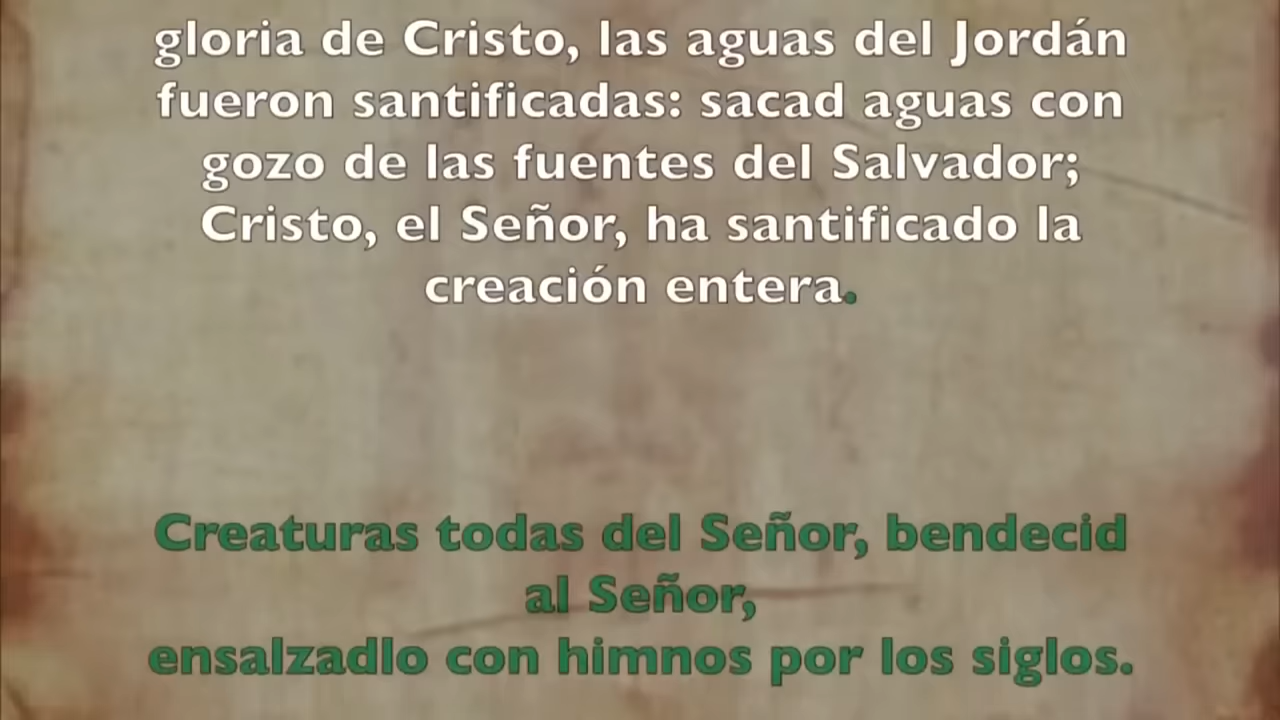 gloria de Cristo, las aguas del Jordán
fueron santificadas: sacad aguas con
gozo de las fuentes del Salvador;
Cristo, el Señor, ha santificado la
creación entera.
Creaturas todas del Señor, bendecid
al Señor,
ensalzadlo con himnos por los siglos.